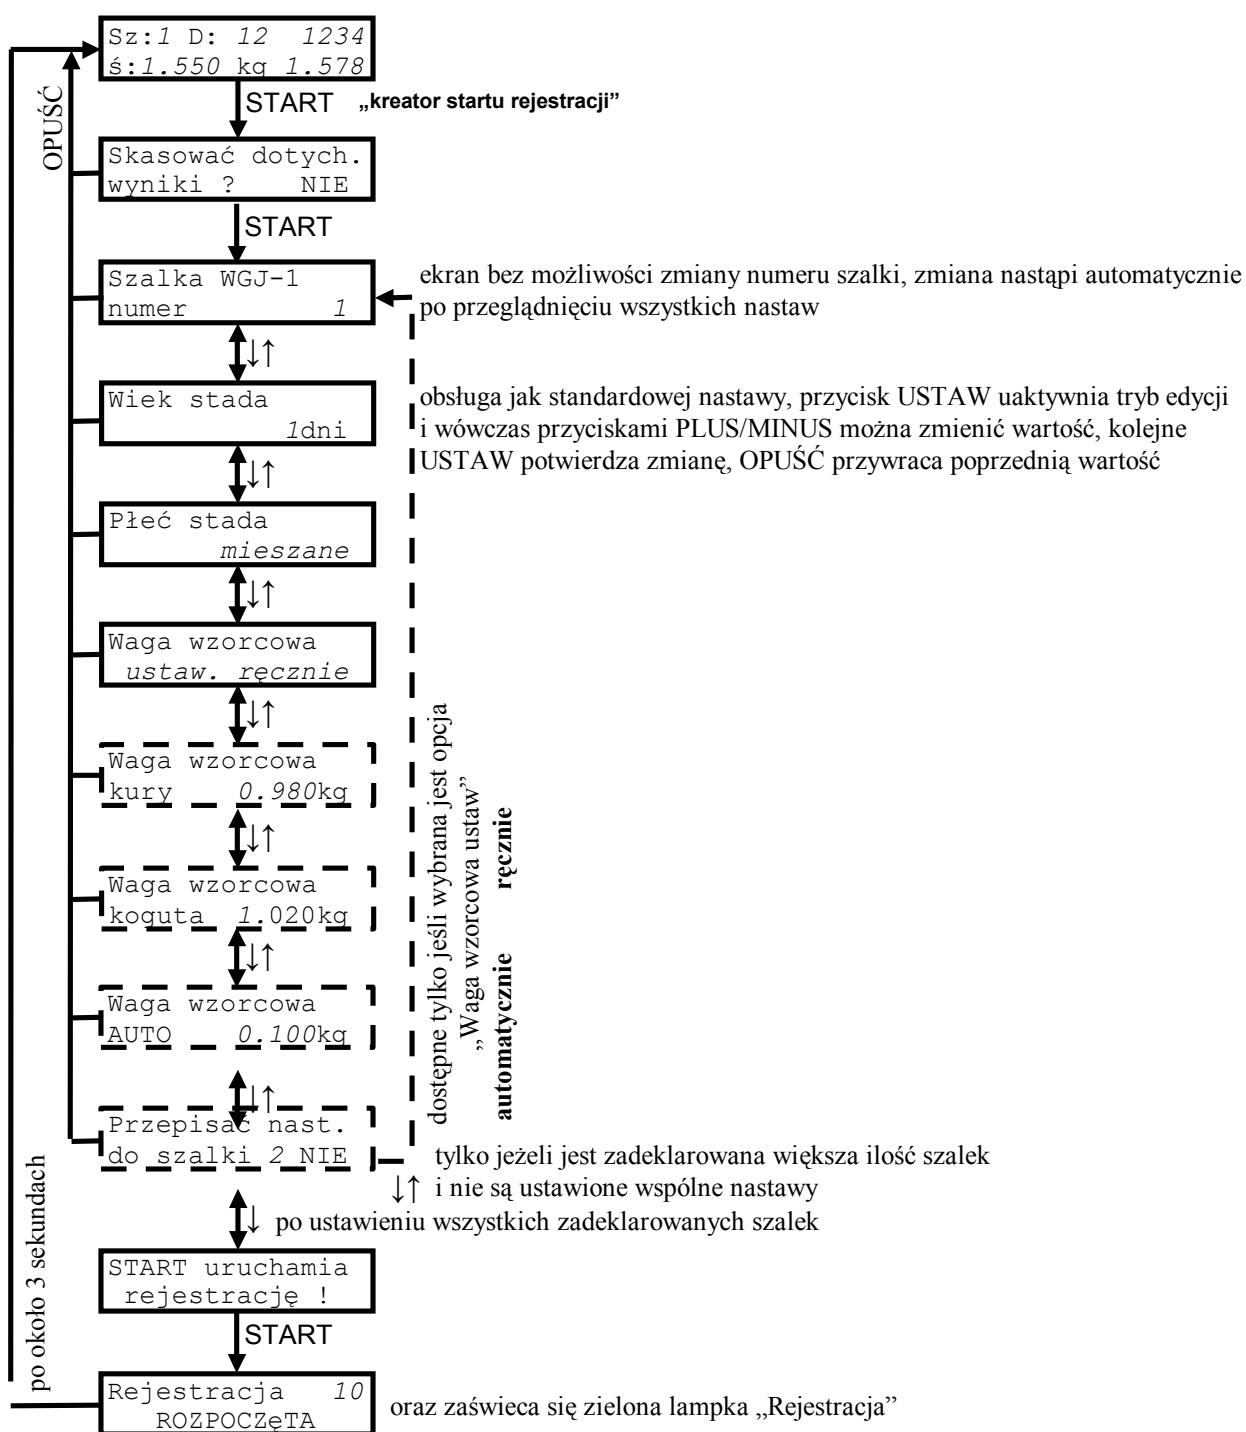 Sz:1 D: 12 1234
ś:1.550 kg 1.578
OPUŚĆ
START „kreator startu rejestracji”
Skasować dotych.
wyniki ? NIE
START
Szalka WGJ-1
numer 1
ekran bez możliwości zmiany numeru szalki, zmiana nastąpi automatycznie
po przeglądnięciu wszystkich nastaw
↓↑
Wiek stada
1dni
obsługa jak standardowej nastawy, przycisk USTAW uaktywnia tryb edycji
i wówczas przyciskami PLUS/MINUS można zmienić wartość, kolejne
USTAW potwierdza zmianę, OPUŚĆ przywraca poprzednią wartość
↓↑
Płeć stada
mieszane
↓↑
Waga wzorcowa
ustaw. ręcznie
↓↑
Waga wzorcowa
kury 0.980kg
↓↑
Waga wzorcowa
koguta 1.020kg
↓↑
Waga wzorcowa
AUTO 0.100kg
dostępne tylko jeśli wybrana jest opcja
„Waga wzorcowa ustaw”
automatycznie ręcznie
↓↑
Przepisać nast.
do szalki 2 NIE
tylko jeżeli jest zadeklarowana większa ilość szalek
↓↑ i nie są ustawione wspólne nastawy
↓ po ustawieniu wszystkich zadeklarowanych szalek
START uruchamia
rejestrację !
START
po około 3 sekundach
Rejestracja 10
ROZPOCZęTA
oraz zaświeca się zielona lampka „Rejestracja”